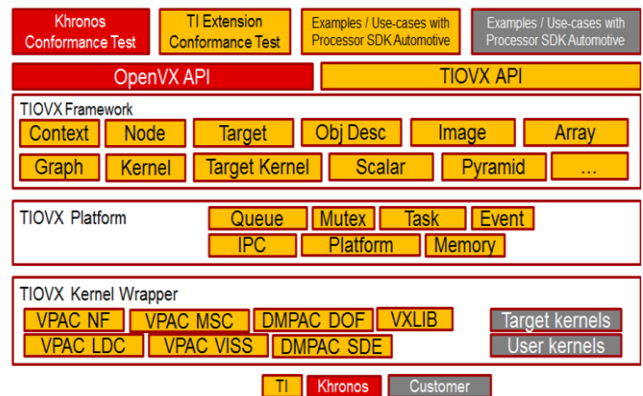 Khronos Conformance Test
TI Extension Conformance Test
Examples / Use-cases with Processor SDK Automotive
Examples / Use-cases with Processor SDK Automotive
OpenVX API
TIOVX API
TIOVX Framework
Context
Node
Target
Obj Desc
Image
Array
Graph
Kernel
Target Kernel
Scalar
Pyramid
...
TIOVX Platform
Queue
Mutex
Task
Event
IPC
Platform
Memory
TIOVX Kernel Wrapper
VPAC NF
VPAC MSC
DMPAC DOF
VXLIB
Target kernels
VPAC LDC
VPAC VISS
DMPAC SDE
User kernels
TI
Khronos
Customer